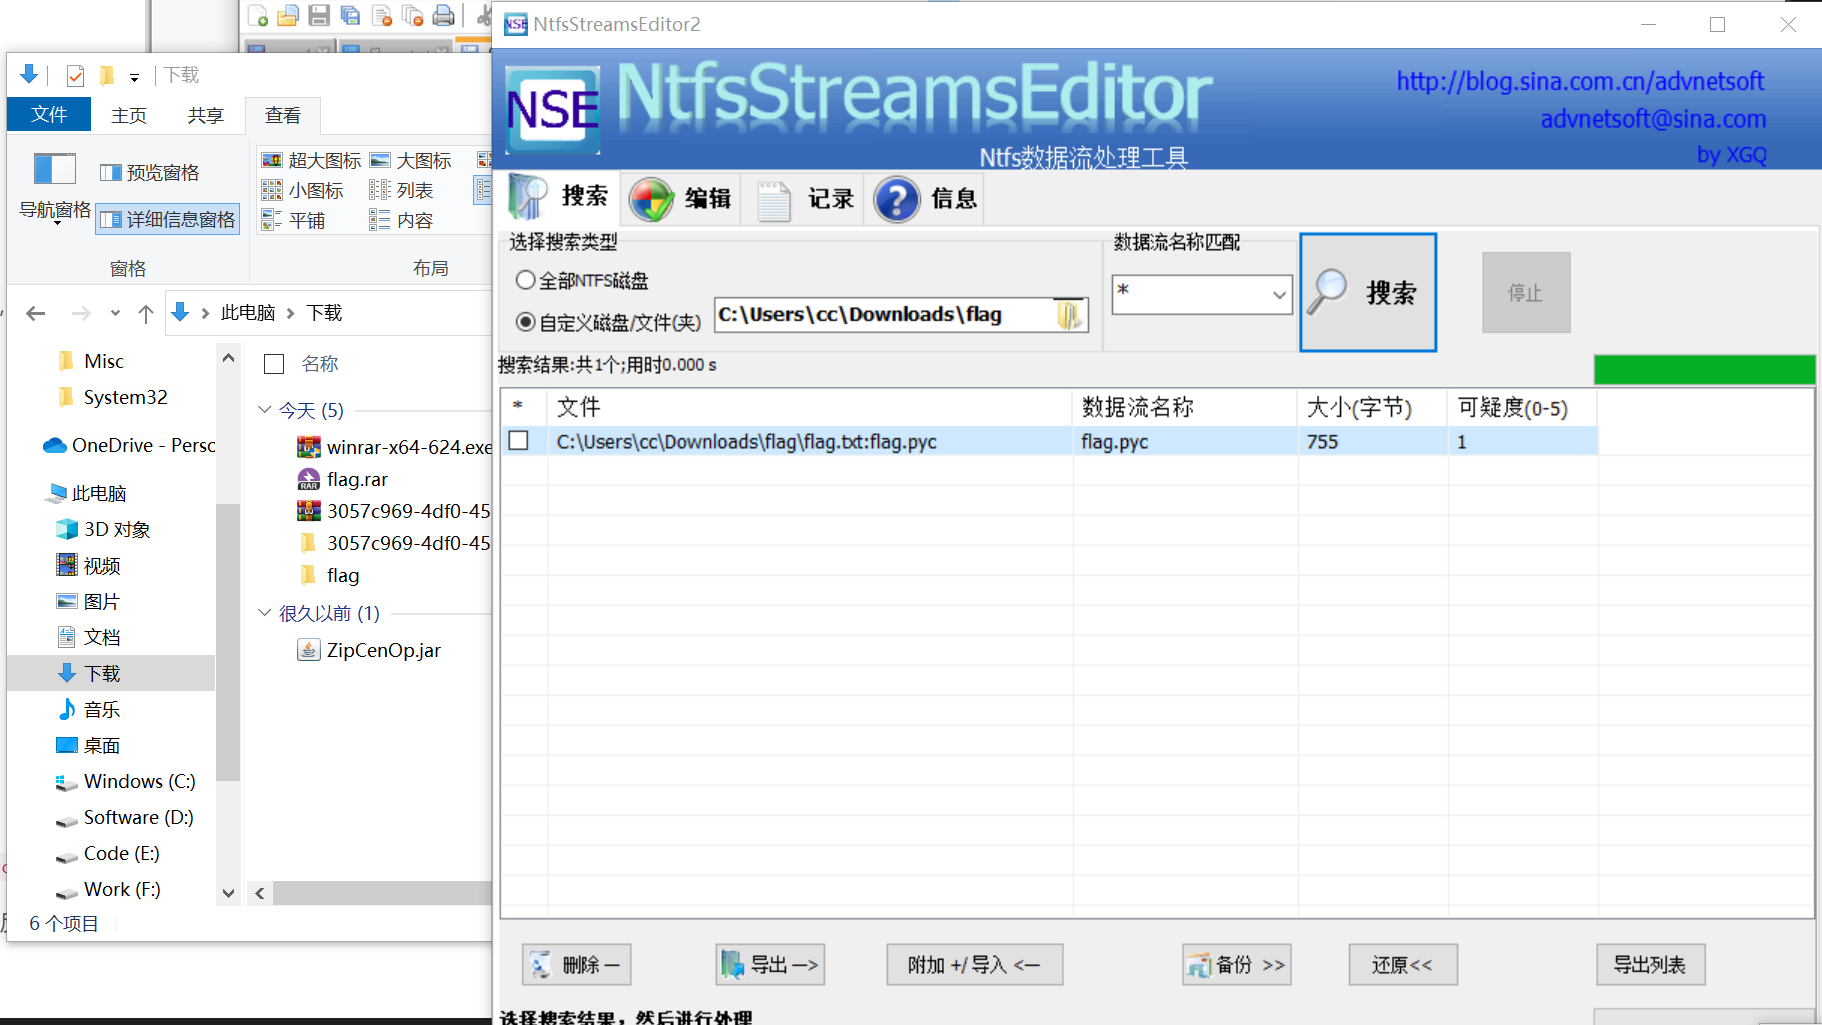 NtfsStreamsEditor2
下载
文件
主页
共享
查看
导航窗格
预览窗格
详细信息窗格
窗格
超大图标
大图标
小图标
列表
平铺
内容
布局
此电脑
下载
Misc
System32
OneDrive - Perso
此电脑
3D 对象
视频
图片
文档
下载
音乐
桌面
Windows (C:)
Software (D:)
Code (E:)
Work (F:)
6 个项目
名称
今天 (5)
winrar-x64-624.exe
flag.rar
3057c969-4df0-45
3057c969-4df0-45
flag
很久以前 (1)
ZipCenOp.jar
NSE
NtfsStreamsEditor
http://blog.sina.com.cn/advnetsoft
advnetsoft@sina.com
by XGQ
Ntfs数据流处理工具
搜索
编辑
记录
信息
选择搜索类型
全部NTFS磁盘
自定义磁盘/文件(夹)
C:\Users\cc\Downloads\flag
数据流名称匹配
*
搜索
停止
搜索结果:共1个;用时0.000 s
* 文件 数据流名称 大小(字节) 可疑度(0-5)
C:\Users\cc\Downloads\flag\flag.txt:flag.pyc flag.pyc 755 1
删除 —
导出 —>
附加 +/ 导入 <—
备份 >>
还原<<
导出列表
选择搜索结果，然后进行处理